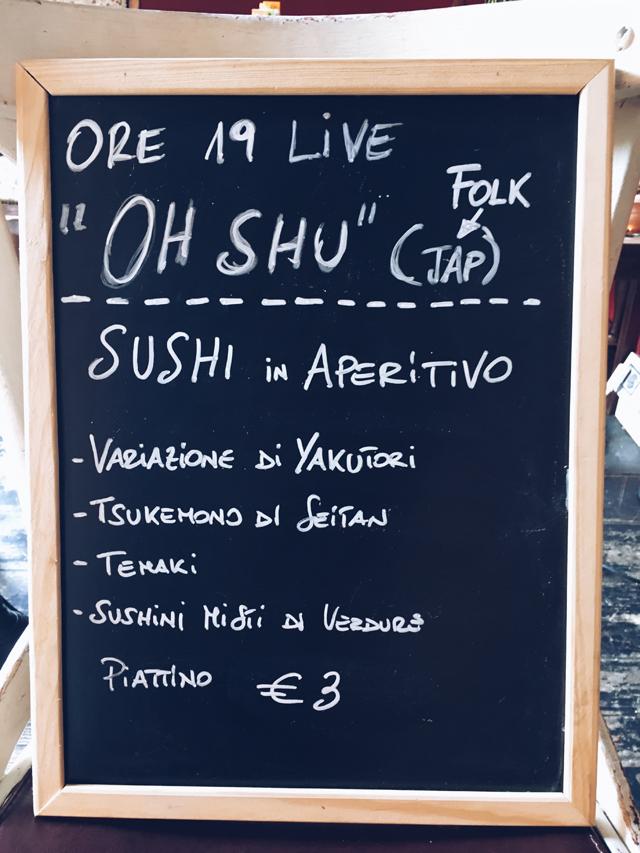 ORE 19 LiVE
FOLK
"OH SHU" (JAP)
SUSHI iN APERiTiVO
- VARIAZIONE Di YAKUTORI
- TSUKEMONO DI SEITAN
- TEMAKi
- SUSHINI MiSTi DI VERDURE
PiATTINO € 3